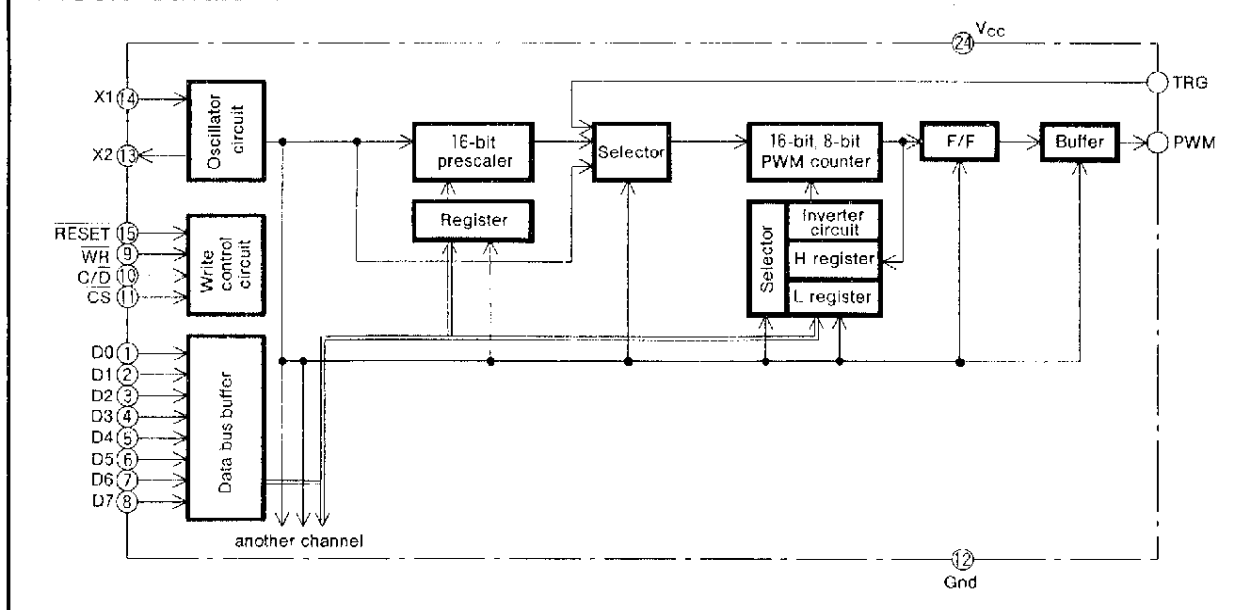 24 Vcc
X1 14
Oscillator circuit
TRG
X2 13
16-bit prescaler
Selector
16-bit, 8-bit PWM counter
F/F
Buffer
PWM
Register
Selector
Inverter circuit
H register
L register
RESET 15
WR 9
C/D 10
CS 11
Write control circuit
D0 1
D1 2
D2 3
D3 4
D4 5
D5 6
D6 7
D7 8
Data bus buffer
another channel
12
Gnd